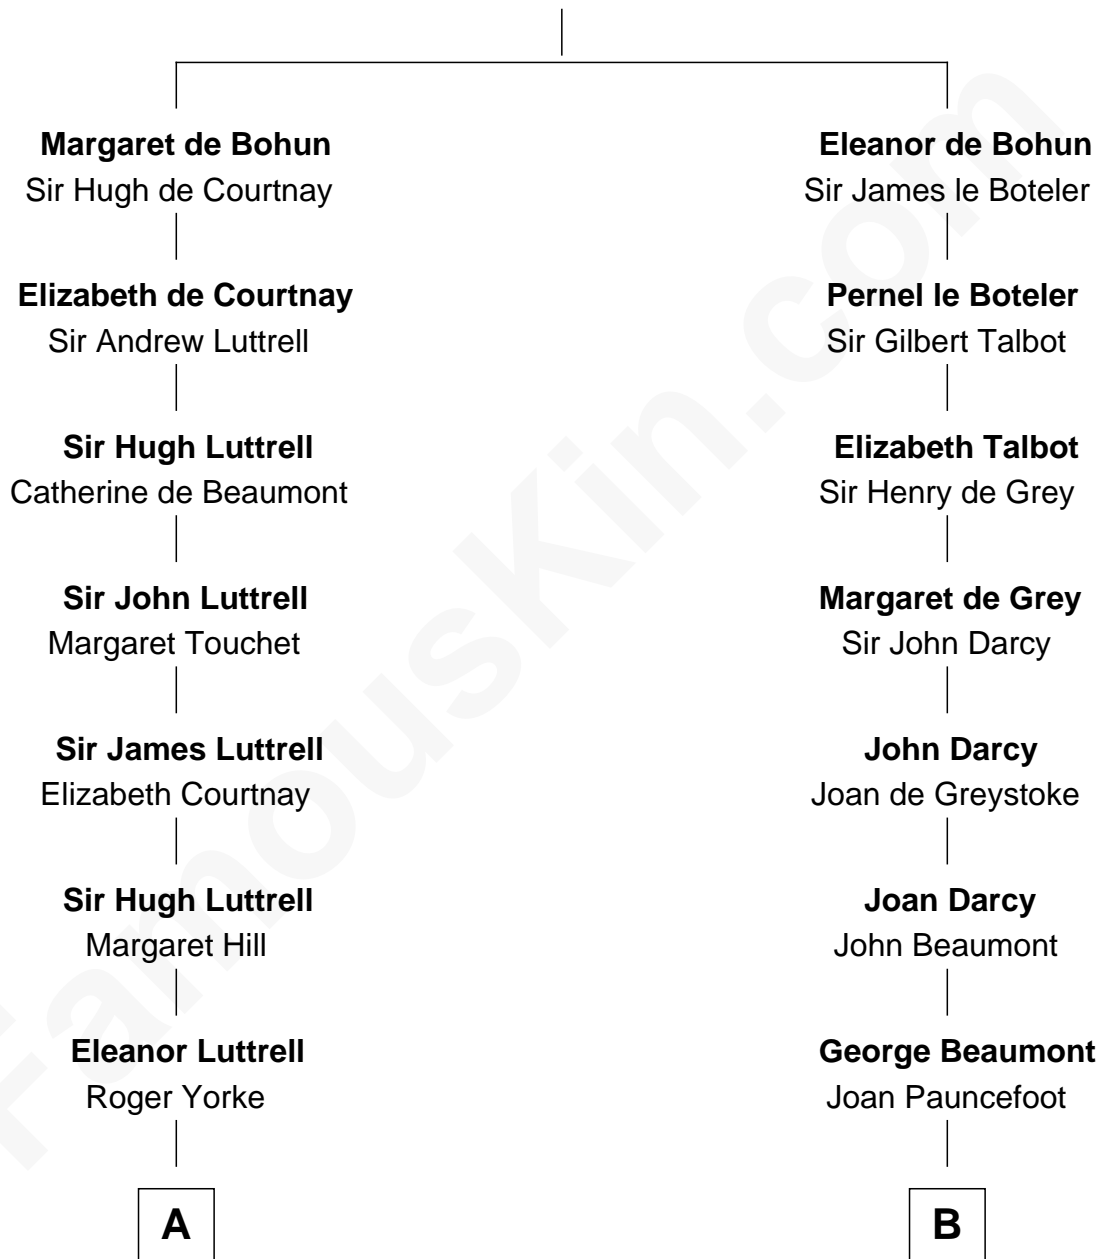 Margaret de Bohun
Sir Hugh de Courtnay
Elizabeth de Courtnay
Sir Andrew Luttrell
Sir Hugh Luttrell
Catherine de Beaumont
Sir John Luttrell
Margaret Touchet
Sir James Luttrell
Elizabeth Courtnay
Sir Hugh Luttrell
Margaret Hill
Eleanor Luttrell
Roger Yorke
A
Eleanor de Bohun
Sir James le Boteler
Pernel le Boteler
Sir Gilbert Talbot
Elizabeth Talbot
Sir Henry de Grey
Margaret de Grey
Sir John Darcy
John Darcy
Joan de Greystoke
Joan Darcy
John Beaumont
George Beaumont
Joan Pauncefoot
B
FamousKin.com